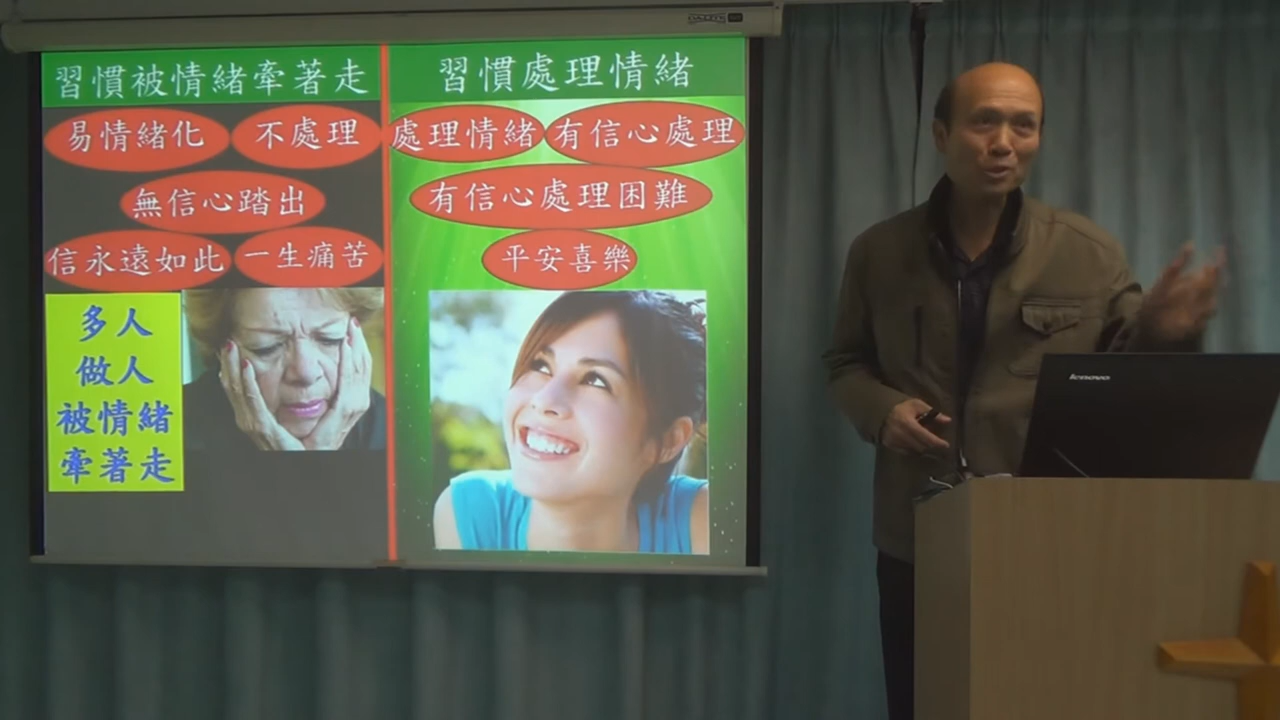 習慣被情緒牽著走
易情緒化
不處理
無信心踏出
信永遠如此
一生痛苦
多人
做人
被情緒
牽著走
習慣處理情緒
處理情緒
有信心處理
有信心處理困難
平安喜樂
lenovo